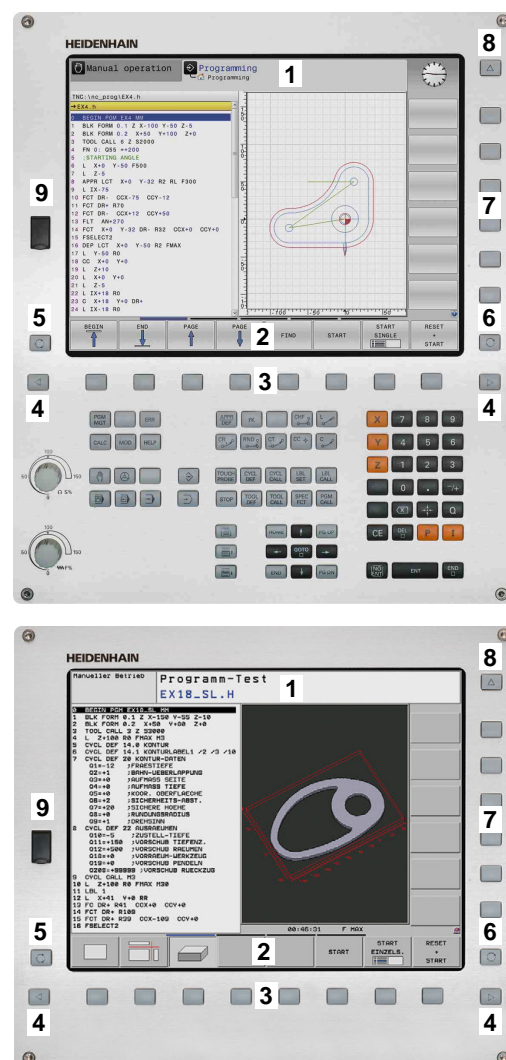 HEIDENHAIN
8
Manual operation
Programming
Programming
1
TNC:\nc_prog\EX4.h
→EX4.h
0 BEGIN PGM EX4 MM
1 BLK FORM 0.1 Z X-100 Y-50 Z-5
2 BLK FORM 0.2 X+50 Y+100 Z+0
3 TOOL CALL 6 Z S2000
4 FN 0: Q55 =+200
5 ;STARTING ANGLE
6 L X+0 Y-50 F500
7 L Z-5
8 APPR LCT X+0 Y-32 R2 RL F300
9 L IX-75
10 FCT DR- CCX-75 CCY-12
11 FCT DR+ R70
12 FCT DR- CCX+12 CCY+50
13 FLT AN+270
14 FCT X+0 Y-32 DR- R32 CCX+0 CCY+0
15 FSELECT2
16 DEP LCT X+0 Y-50 R2 FMAX
17 L Y-50 R0
18 CC X+0 Y+0
19 L Z+10
20 L X+0 Y+0
21 L Z-5
22 L IX+18 R0
23 C X+18 Y+0 DR+
24 L IX-18 R0
-100 -50 0 50
9
7
5
BEGIN
END
PAGE
PAGE
2
FIND
START
START SINGLE
RESET + START
6
4
3
4
PGM MGT
ERR
APPR DEP
FK
CHF
L
X 7 8 9
CALC MOD HELP
CR
RND
CT
CC
C
Y 4 5 6
Z 1 2 3
TOUCH PROBE
CYCL DEF
CYCL CALL
LBL SET
LBL CALL
0 . -/+
STOP
TOOL DEF
TOOL CALL
SPEC FCT
PGM CALL
Q
HOME
PG UP
CE
DEL
P I
GOTO
END
PG DN
NO ENT
ENT
END
50 100 150
0
S %
50 100 150
0
F %
HEIDENHAIN
8
Manueller Betrieb
Programm-Test
EX18_SL.H
1
0 BEGIN PGM EX18_SL MM
1 BLK FORM 0.1 Z X-150 Y-55 Z-10
2 BLK FORM 0.2 X+50 Y+80 Z+0
3 TOOL CALL 3 Z S3000
4 L Z+100 R0 FMAX M3
5 CYCL DEF 14.0 KONTUR
6 CYCL DEF 14.1 KONTURLABEL1 /2 /3 /10
7 CYCL DEF 20 KONTUR-DATEN
Q1=-12 ;FRAESTIEFE
Q2=+1 ;BAHN-UEBERLAPPUNG
Q3=+0 ;AUFMASS SEITE
Q4=+0 ;AUFMASS TIEFE
Q5=+0 ;KOOR. OBERFLAECHE
Q6=+2 ;SICHERHEITS-ABST.
Q7=+20 ;SICHERE HOEHE
Q8=+0 ;RUNDUNGSRADIUS
Q9=+1 ;DREHSINN
8 CYCL DEF 22 AUSRAEUMEN
Q10=-5 ;ZUSTELL-TIEFE
Q11=+150 ;VORSCHUB TIEFENZ.
Q12=+500 ;VORSCHUB RAEUMEN
Q18=+0 ;VORRAEUM-WERKZEUG
Q19=+0 ;VORSCHUB PENDELN
Q208=+99999 ;VORSCHUB RUECKZUG
9 CYCL CALL M3
10 L Z+100 R0 FMAX M30
11 LBL 1
12 L X+41 Y+0 RR
13 FC DR+ R41 CCX+0 CCY+0
14 FCT DR+ R109
15 FCT DR+ R39 CCX-109 CCY+0
16 FSELECT2
00:46:31 F MAX
9
7
5
2
START
START EINZELS.
RESET + START
6
4
3
4